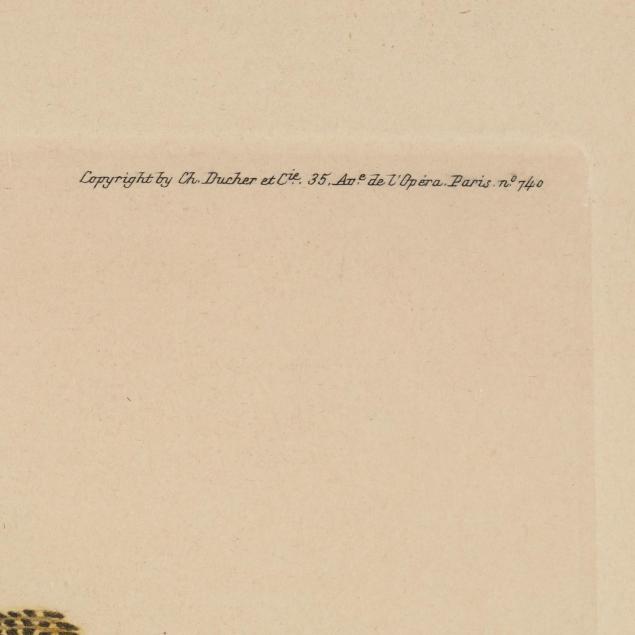 Copyright by Ch. Ducher et Cie. 35, Ave de l'Opéra. Paris. no 740